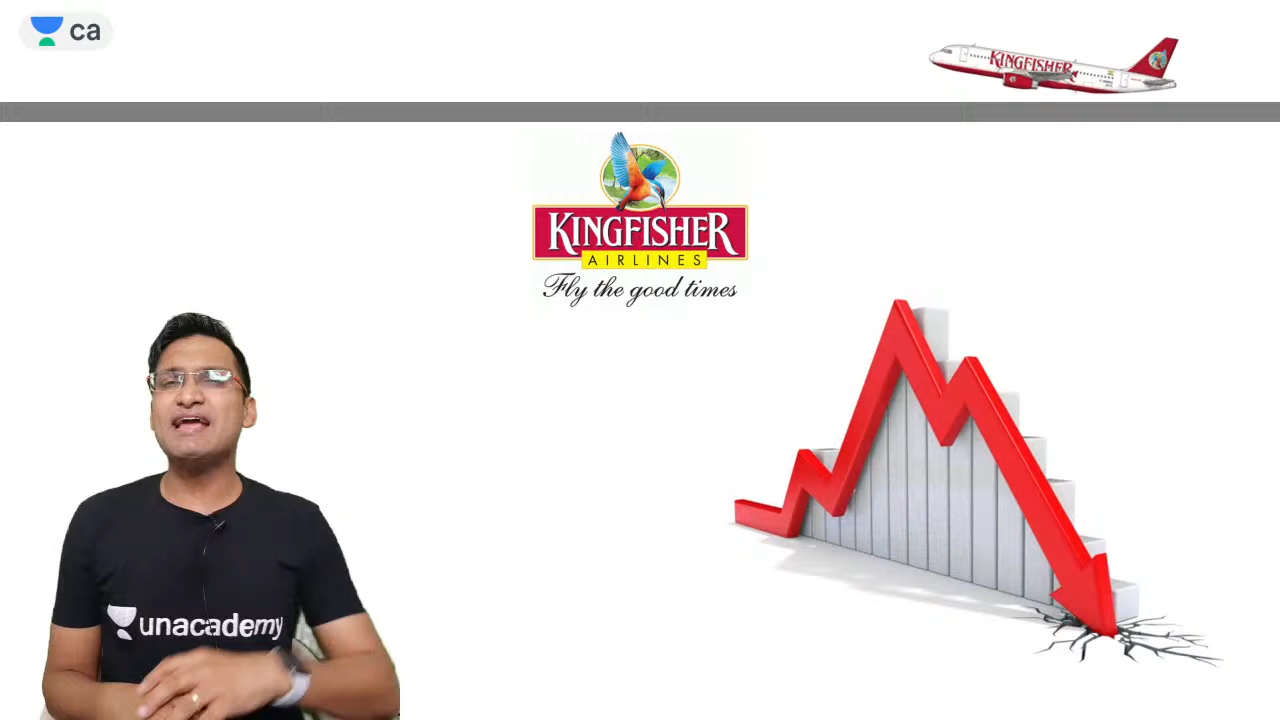 ca
KINGFISHER
KINGFISHER
AIRLINES
Fly the good times
unacademy